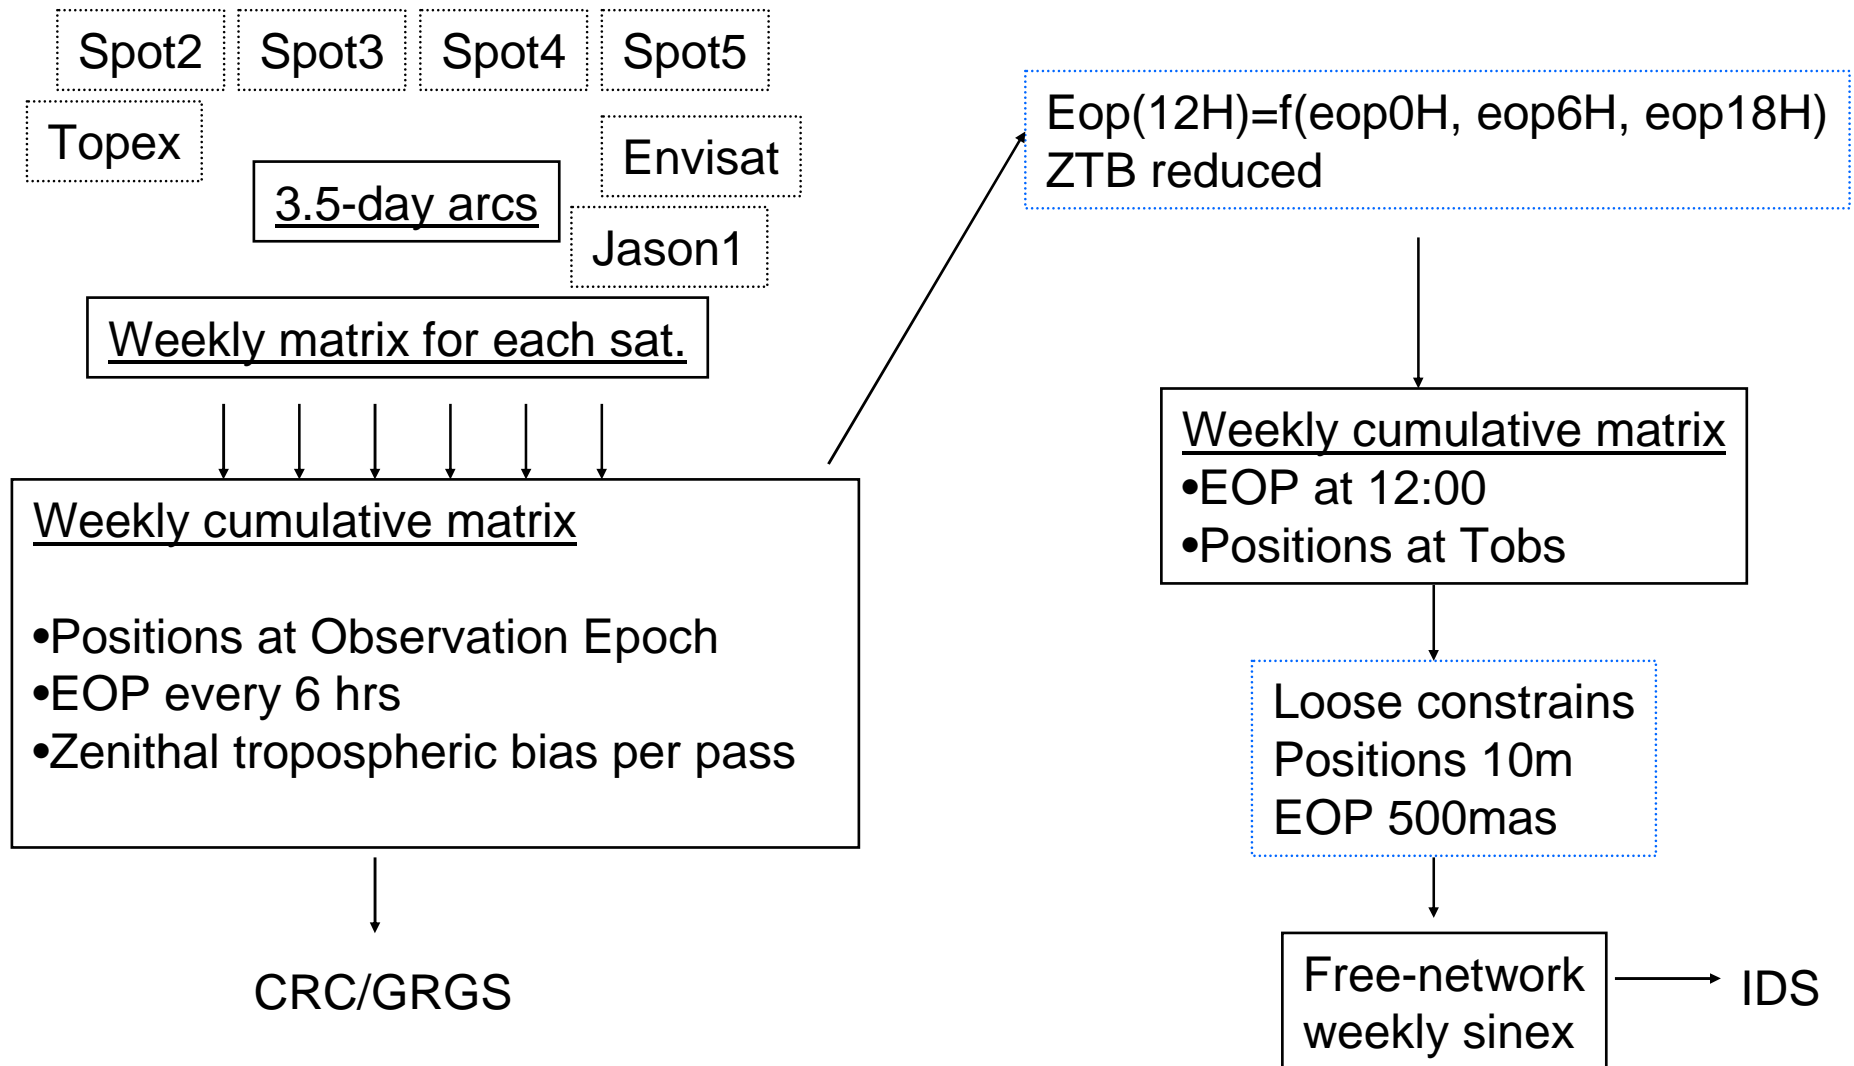 Spot2
Spot3
Spot4
Spot5
Topex
Envisat
3.5-day arcs
Jason1
Weekly matrix for each sat.
Weekly cumulative matrix
•Positions at Observation Epoch
•EOP every 6 hrs
•Zenithal tropospheric bias per pass
CRC/GRGS
Eop(12H)=f(eop0H, eop6H, eop18H)
ZTB reduced
Weekly cumulative matrix
•EOP at 12:00
•Positions at Tobs
Loose constrains
Positions 10m
EOP 500mas
Free-network
weekly sinex
IDS